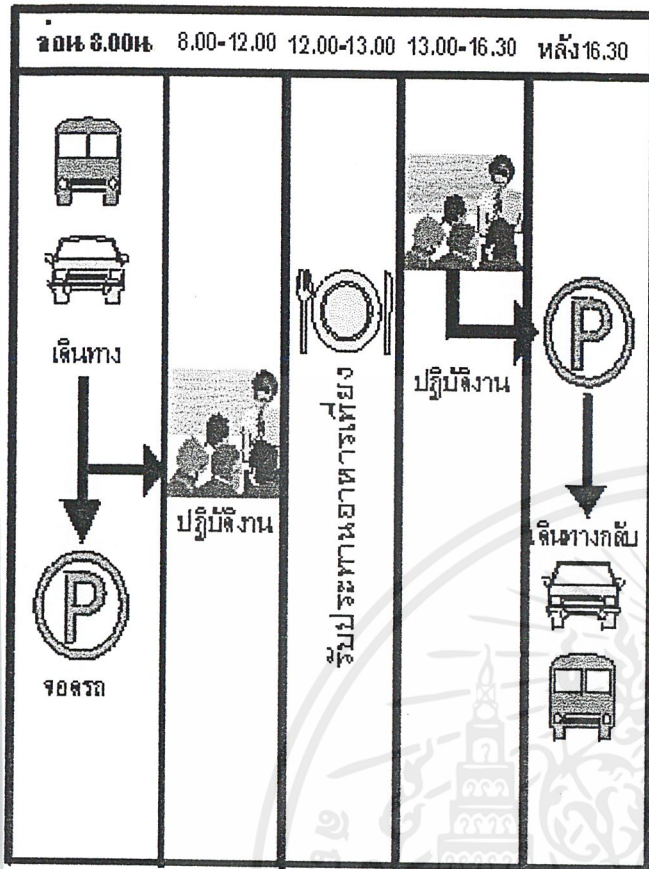 ว่อน 8.00น 8.00-12.00 12.00-13.00 13.00-16.30 หลัง16.30
เดินทาง
จอดรถ
ปฏิบัติงาน
รับประทานอาหารเที่ยง
ปฏิบัติงาน
P
เดินทางกลับ
P